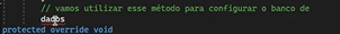 // vamos utilizar esse método para configurar o banco de
dados
protected override void